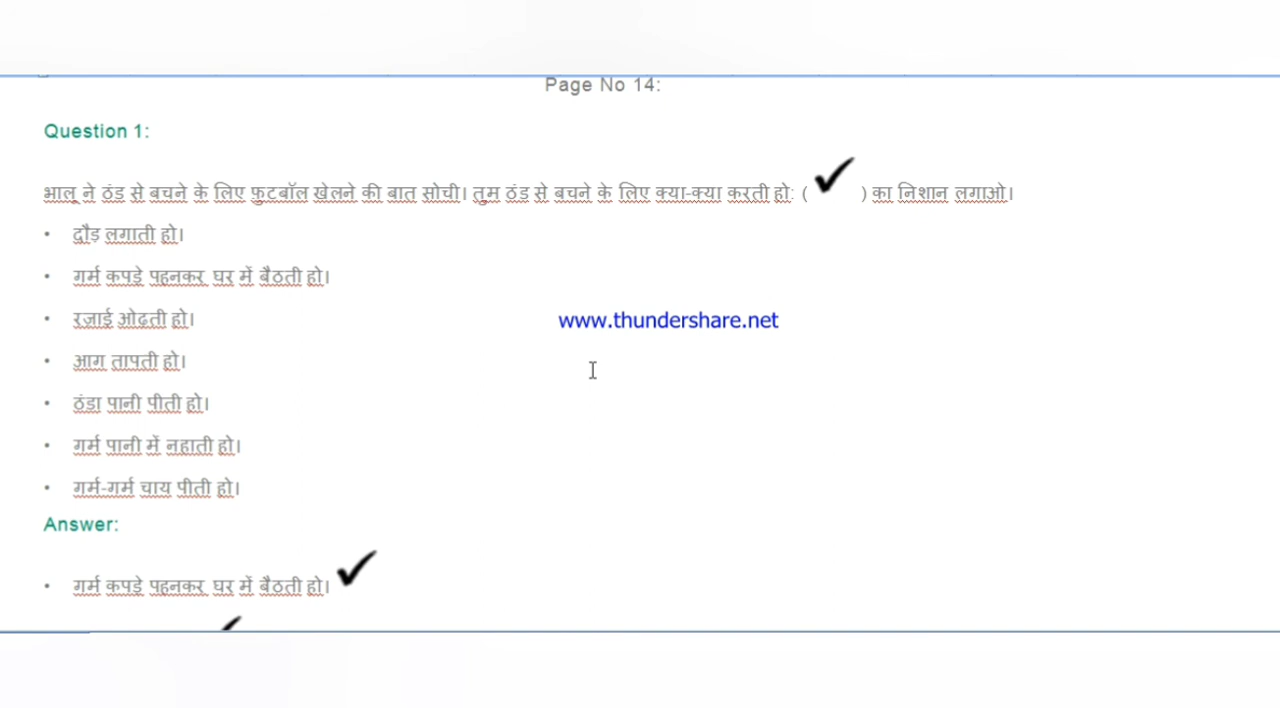 Page No 14:
Question 1:
भालू ने ठंड से बचने के लिए फुटबॉल खेलने की बात सोची। तुम ठंड से बचने के लिए क्या-क्या करती हो: ( ✓ ) का निशान लगाओ।
• दौड़ लगाती हो।
• गर्म कपड़े पहनकर घर में बैठती हो।
• रज़ाई ओढ़ती हो।
www.thundershare.net
• आग तापती हो।
• ठंडा पानी पीती हो।
• गर्म पानी में नहाती हो।
• गर्म-गर्म चाय पीती हो।
Answer:
• गर्म कपड़े पहनकर घर में बैठती हो। ✓